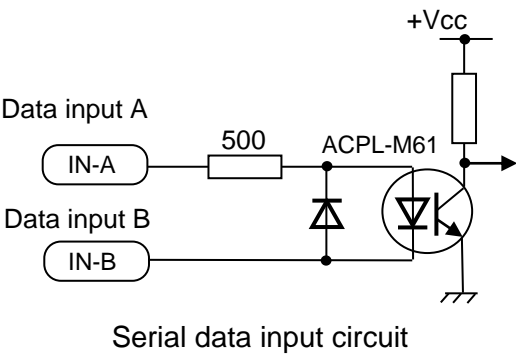 +Vcc
Data input A
500
ACPL-M61
IN-A
Data input B
IN-B
Serial data input circuit